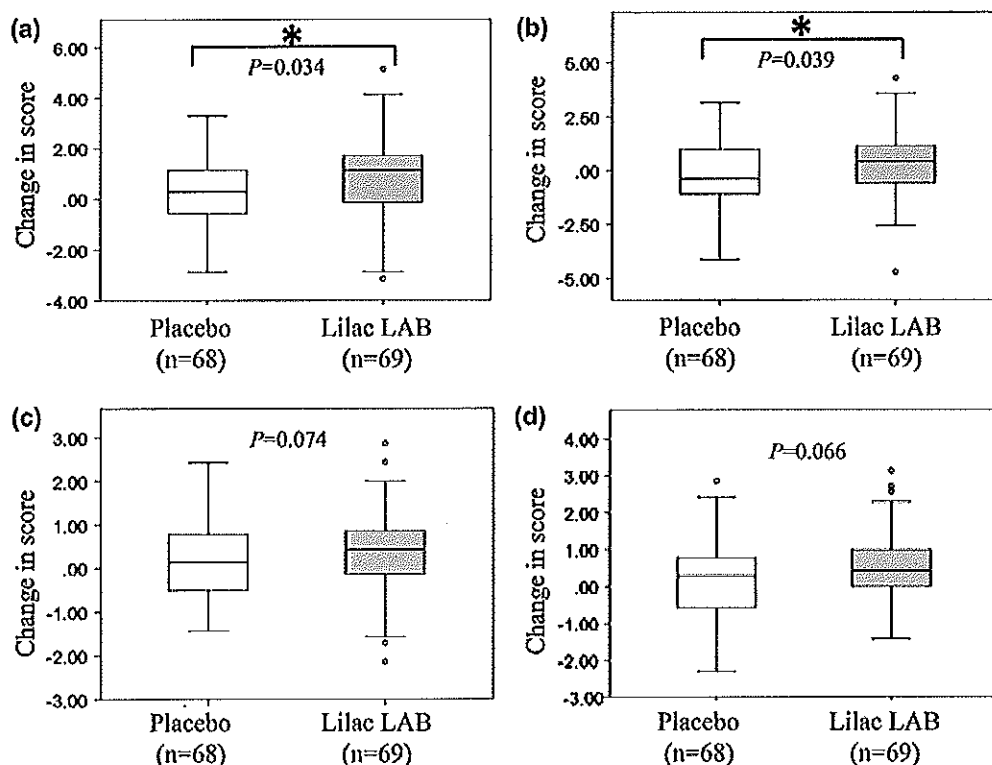 (a)
Change in score
6.00
4.00
2.00
.00
-2.00
-4.00
*
P=0.034
Placebo
(n=68)
Lilac LAB
(n=69)
(b)
Change in score
5.00
2.50
.00
-2.50
-5.00
*
P=0.039
Placebo
(n=68)
Lilac LAB
(n=69)
(c)
Change in score
3.00
2.00
1.00
.00
-1.00
-2.00
-3.00
P=0.074
Placebo
(n=68)
Lilac LAB
(n=69)
(d)
Change in score
4.00
3.00
2.00
1.00
.00
-1.00
-2.00
-3.00
P=0.066
Placebo
(n=68)
Lilac LAB
(n=69)